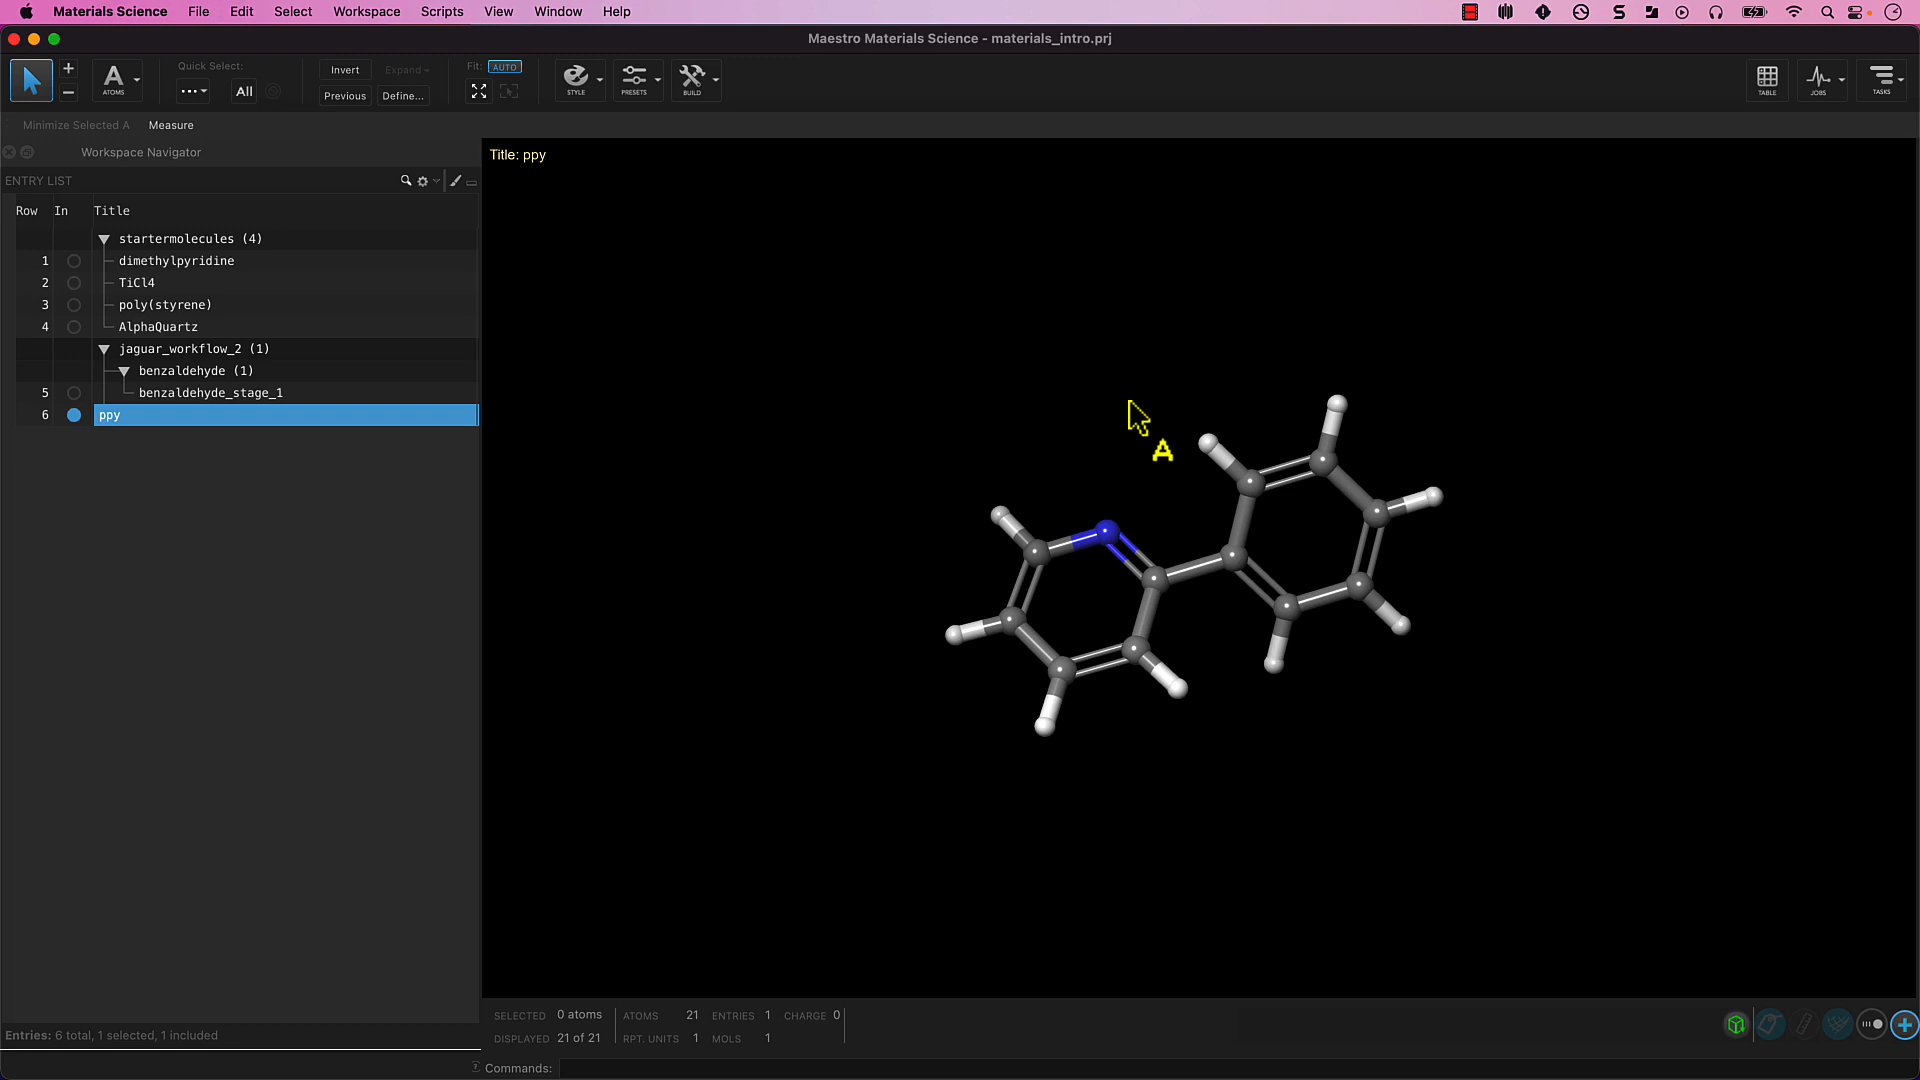 Materials Science File Edit Select Workspace Scripts View Window Help
Maestro Materials Science - materials_intro.prj
Quick Select: Fit: AUTO
Invert Expand
A ATOMS ... All Previous Define... STYLE PRESETS BUILD TABLE JOBS TASKS
Minimize Selected A Measure
Workspace Navigator
ENTRY LIST
Row In Title
startermolecules (4)
1 dimethylpyridine
2 TiCl4
3 poly(styrene)
4 AlphaQuartz
jaguar_workflow_2 (1)
benzaldehyde (1)
5 benzaldehyde_stage_1
6 ppy
Title: ppy
A
SELECTED 0 atoms ATOMS 21 ENTRIES 1 CHARGE 0
DISPLAYED 21 of 21 RPT. UNITS 1 MOLS 1
Entries: 6 total, 1 selected, 1 included
Commands: